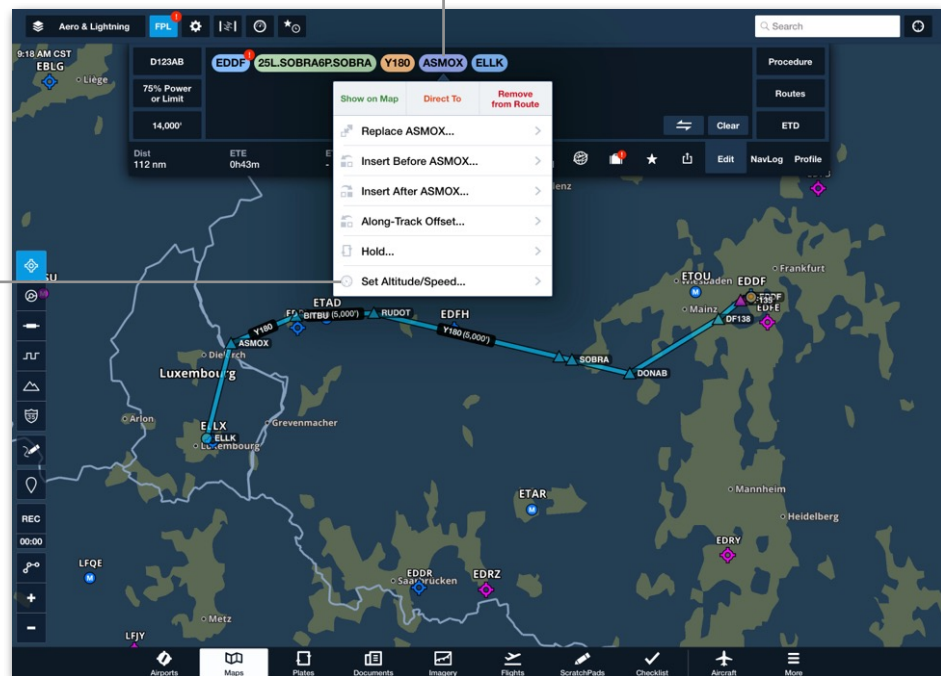 Aero & Lightning
FPL
Search
9:18 AM CST
EBLG
Liège
D123AB
EDDF 25L.SOBRA6P.SOBRA Y180 ASMOX ELLK
Procedure
75% Power
or Limit
Routes
14,000'
Clear
ETD
Dist
112 nm
ETE
0h43m
Edit
NavLog
Profile
Show on Map
Direct To
Remove
from Route
Replace ASMOX...
Insert Before ASMOX...
Insert After ASMOX...
Along-Track Offset...
Hold...
Set Altitude/Speed...
ETOU
Frankfurt
EDDF
Mainz
EDFE
DF138
ETAD
BITBU (5,000')
RUDOT
EDFH
Y180
Y180 (5,000')
ASMOX
SOBRA
DONAB
Luxembourg
Arlon
Grevenmacher
ELLX
ELLK
Luxembourg
ETAR
M
Mannheim
Heidelberg
EDRY
REC
00:00
LFQE
M
EDDR
Saarbrücken
EDRZ
Metz
LFJY
Airports
Maps
Plates
Documents
Imagery
Flights
ScratchPads
Checklist
Aircraft
More